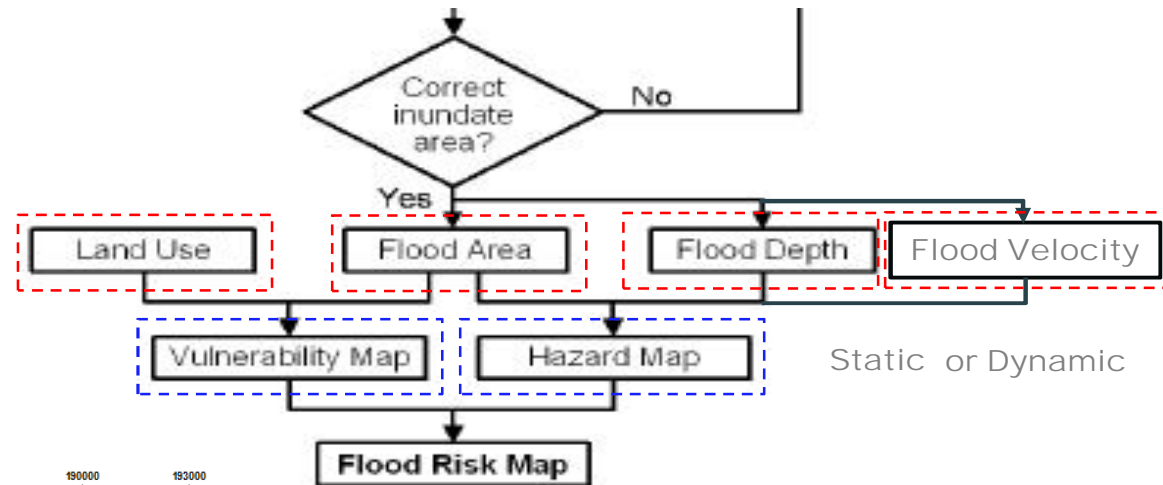 Correct
inundate
area?
No
Yes
Land Use
Flood Area
Flood Depth
Flood Velocity
Vulnerability Map
Hazard Map
Static or Dynamic
Flood Risk Map
190000 193000